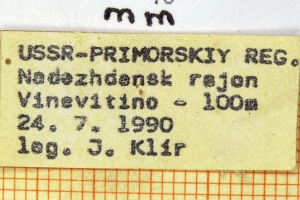 mm
USSR-PRIMORSKIY REG.
Nadezhdensk rejon
Vinevitino - 100m
24. 7. 1990
leg. J. Klír